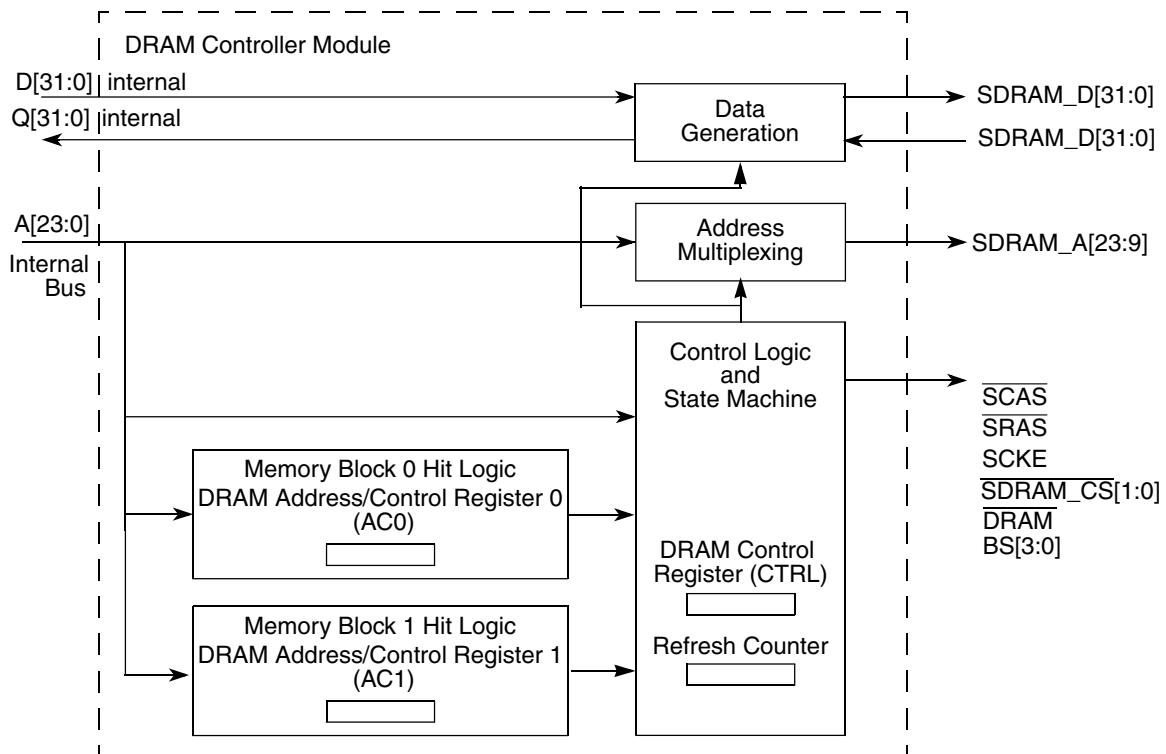 DRAM Controller Module
D[31:0] internal
Q[31:0] internal
Data
Generation
SDRAM_D[31:0]
SDRAM_D[31:0]
A[23:0]
Internal
Bus
Address
Multiplexing
SDRAM_A[23:9]
Control Logic
and
State Machine
SCAS
SRAS
SCKE
SDRAM_CS[1:0]
DRAM
BS[3:0]
Memory Block 0 Hit Logic
DRAM Address/Control Register 0
(AC0)
DRAM Control
Register (CTRL)
Memory Block 1 Hit Logic
DRAM Address/Control Register 1
(AC1)
Refresh Counter